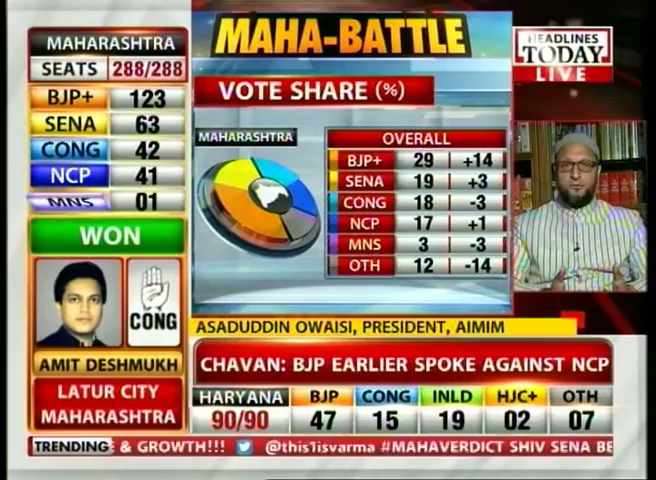 MAHARASHTRA
SEATS 288/288
BJP+ 123
SENA 63
CONG 42
NCP 41
MNS 01
WON
CONG
AMIT DESHMUKH
LATUR CITY
MAHARASHTRA
MAHA-BATTLE
VOTE SHARE (%)
MAHARASHTRA
OVERALL
BJP+ 29 +14
SENA 19 +3
CONG 18 -3
NCP 17 +1
MNS 3 -3
OTH 12 -14
HEADLINES
TODAY
LIVE
ASADUDDIN OWAISI, PRESIDENT, AIMIM
CHAVAN: BJP EARLIER SPOKE AGAINST NCP
HARYANA BJP CONG INLD HJC+ OTH
90/90 47 15 19 02 07
TRENDING & GROWTH!!! @this1isvarma #MAHAVERDICT SHIV SENA BE